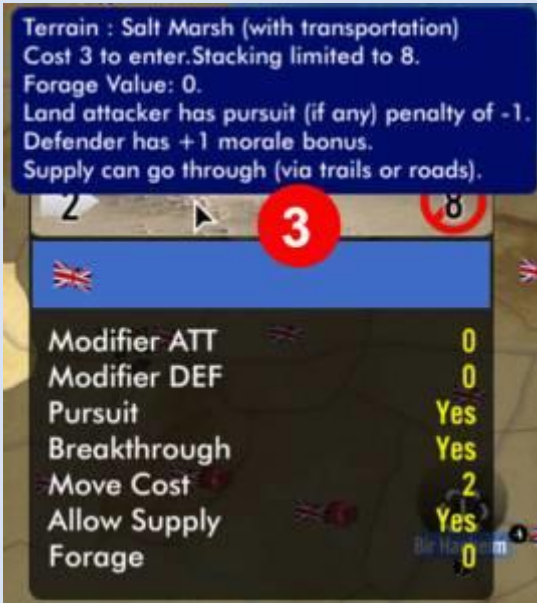 Terrain : Salt Marsh (with transportation)
Cost 3 to enter.Stacking limited to 8.
Forage Value: 0.
Land attacker has pursuit (if any) penalty of -1.
Defender has +1 morale bonus.
Supply can go through (via trails or roads).
2 3 8
Modifier ATT 0
Modifier DEF 0
Pursuit Yes
Breakthrough Yes
Move Cost 2
Allow Supply Yes
Forage 0
Bir Hacheim 4